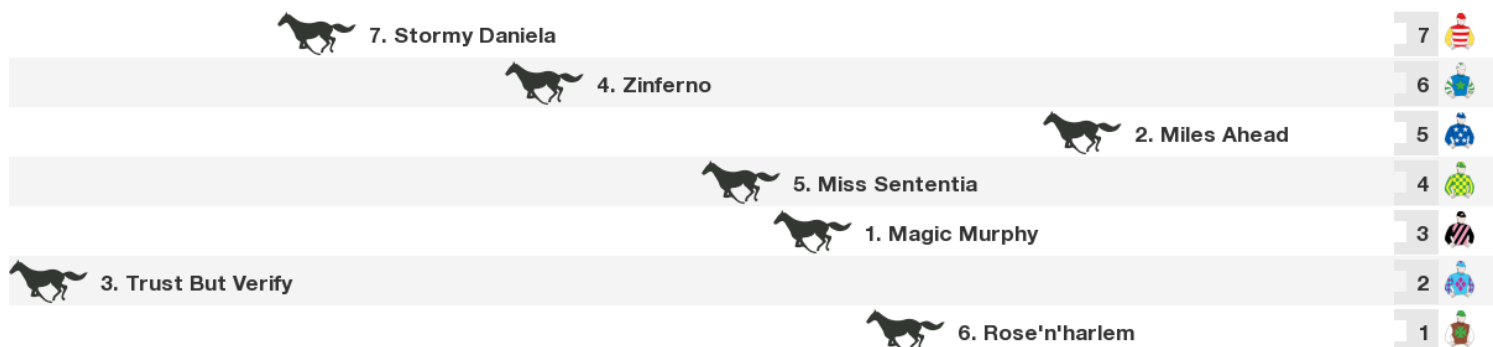 7. Stormy Daniela 7
4. Zinferno 6
2. Miles Ahead 5
5. Miss Sententia 4
1. Magic Murphy 3
3. Trust But Verify 2
6. Rose'n'harlem 1